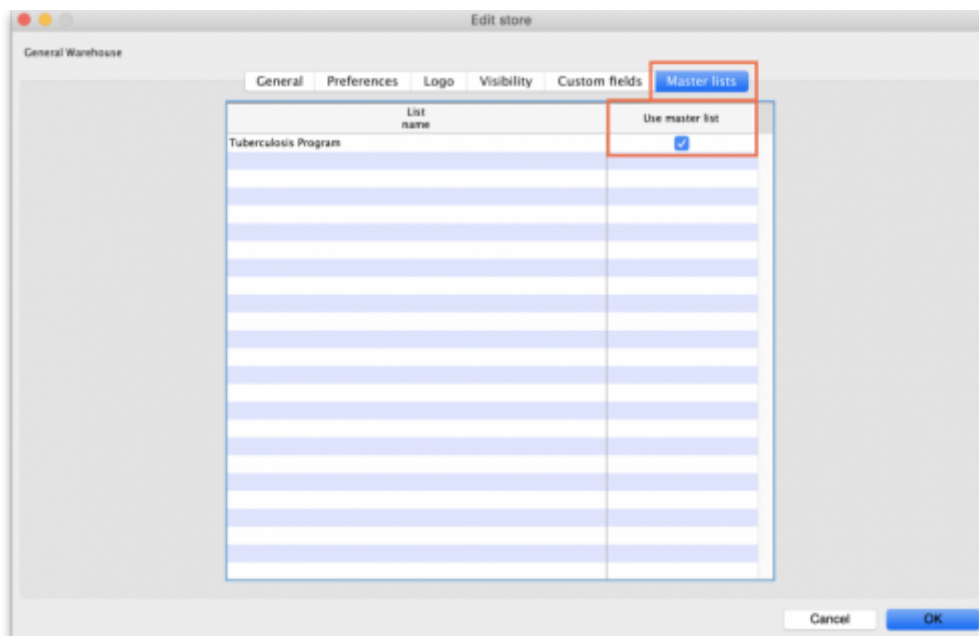 Edit store
General Warehouse
General Preferences Logo Visibility Custom fields Master lists
List
name
Use master list
Tuberculosis Program
Cancel OK